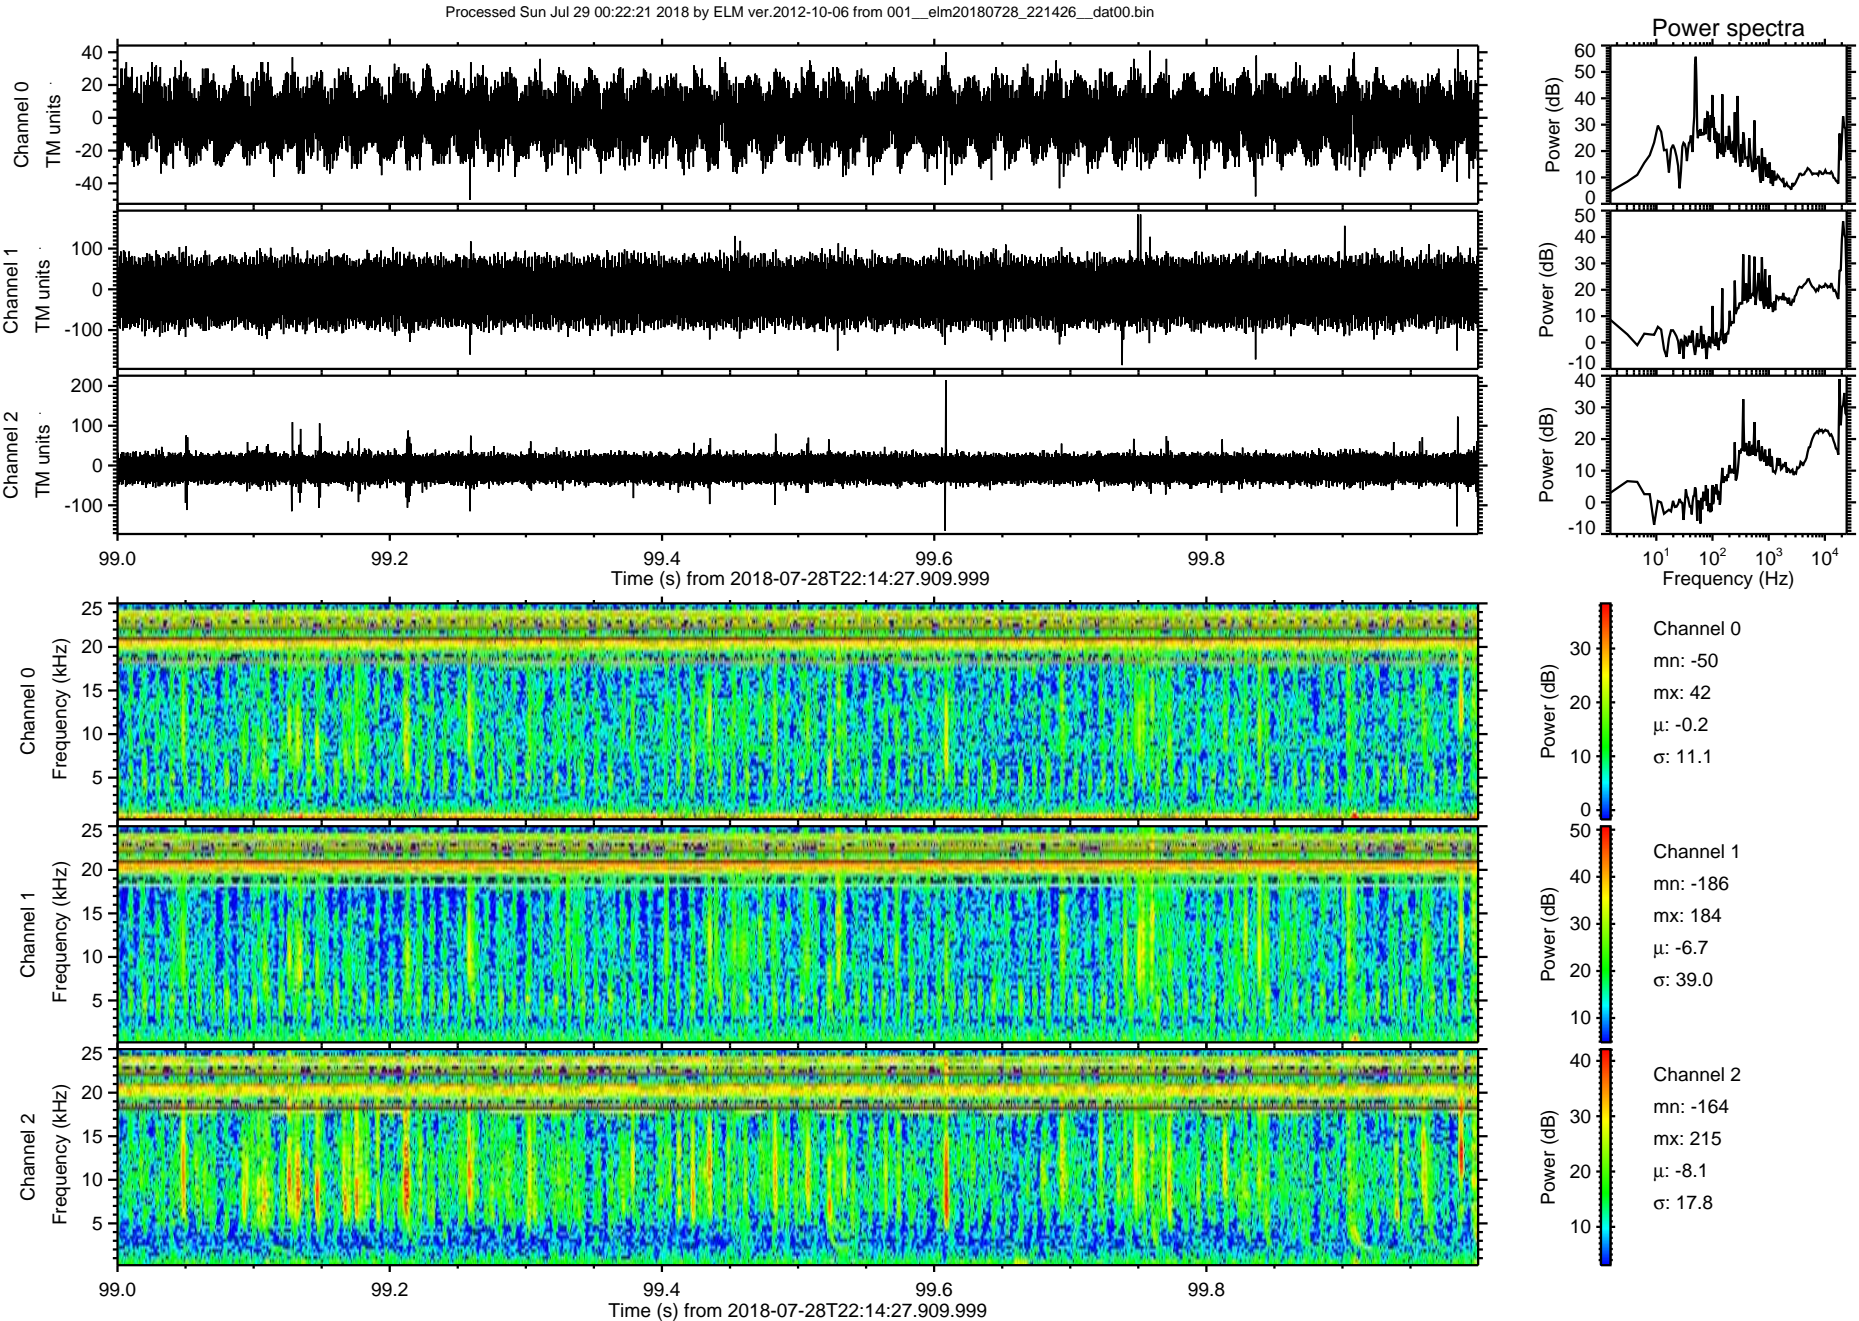 Processed Sun Jul 29 00:22:21 2018 by ELM ver.2012-10-06 from 001__elm20180728_221426__dat00.bin
Power spectra
Channel 0
TM units
40
20
0
-20
-40
Power (dB)
60
50
40
30
20
10
0
Channel 1
TM units
100
0
-100
Power (dB)
50
40
30
20
10
0
-10
Channel 2
TM units
200
100
0
-100
Power (dB)
40
30
20
10
0
-10
99.0 99.2 99.4 99.6 99.8
Time (s) from 2018-07-28T22:14:27.909.999
10^1 10^2 10^3 10^4
Frequency (Hz)
Channel 0
Frequency (kHz)
25
20
15
10
5
Power (dB)
30
20
10
0
Channel 0
mn: -50
mx: 42
μ: -0.2
σ: 11.1
Channel 1
Frequency (kHz)
25
20
15
10
5
Power (dB)
50
40
30
20
10
Channel 1
mn: -186
mx: 184
μ: -6.7
σ: 39.0
Channel 2
Frequency (kHz)
25
20
15
10
5
Power (dB)
40
30
20
10
Channel 2
mn: -164
mx: 215
μ: -8.1
σ: 17.8
99.0 99.2 99.4 99.6 99.8
Time (s) from 2018-07-28T22:14:27.909.999